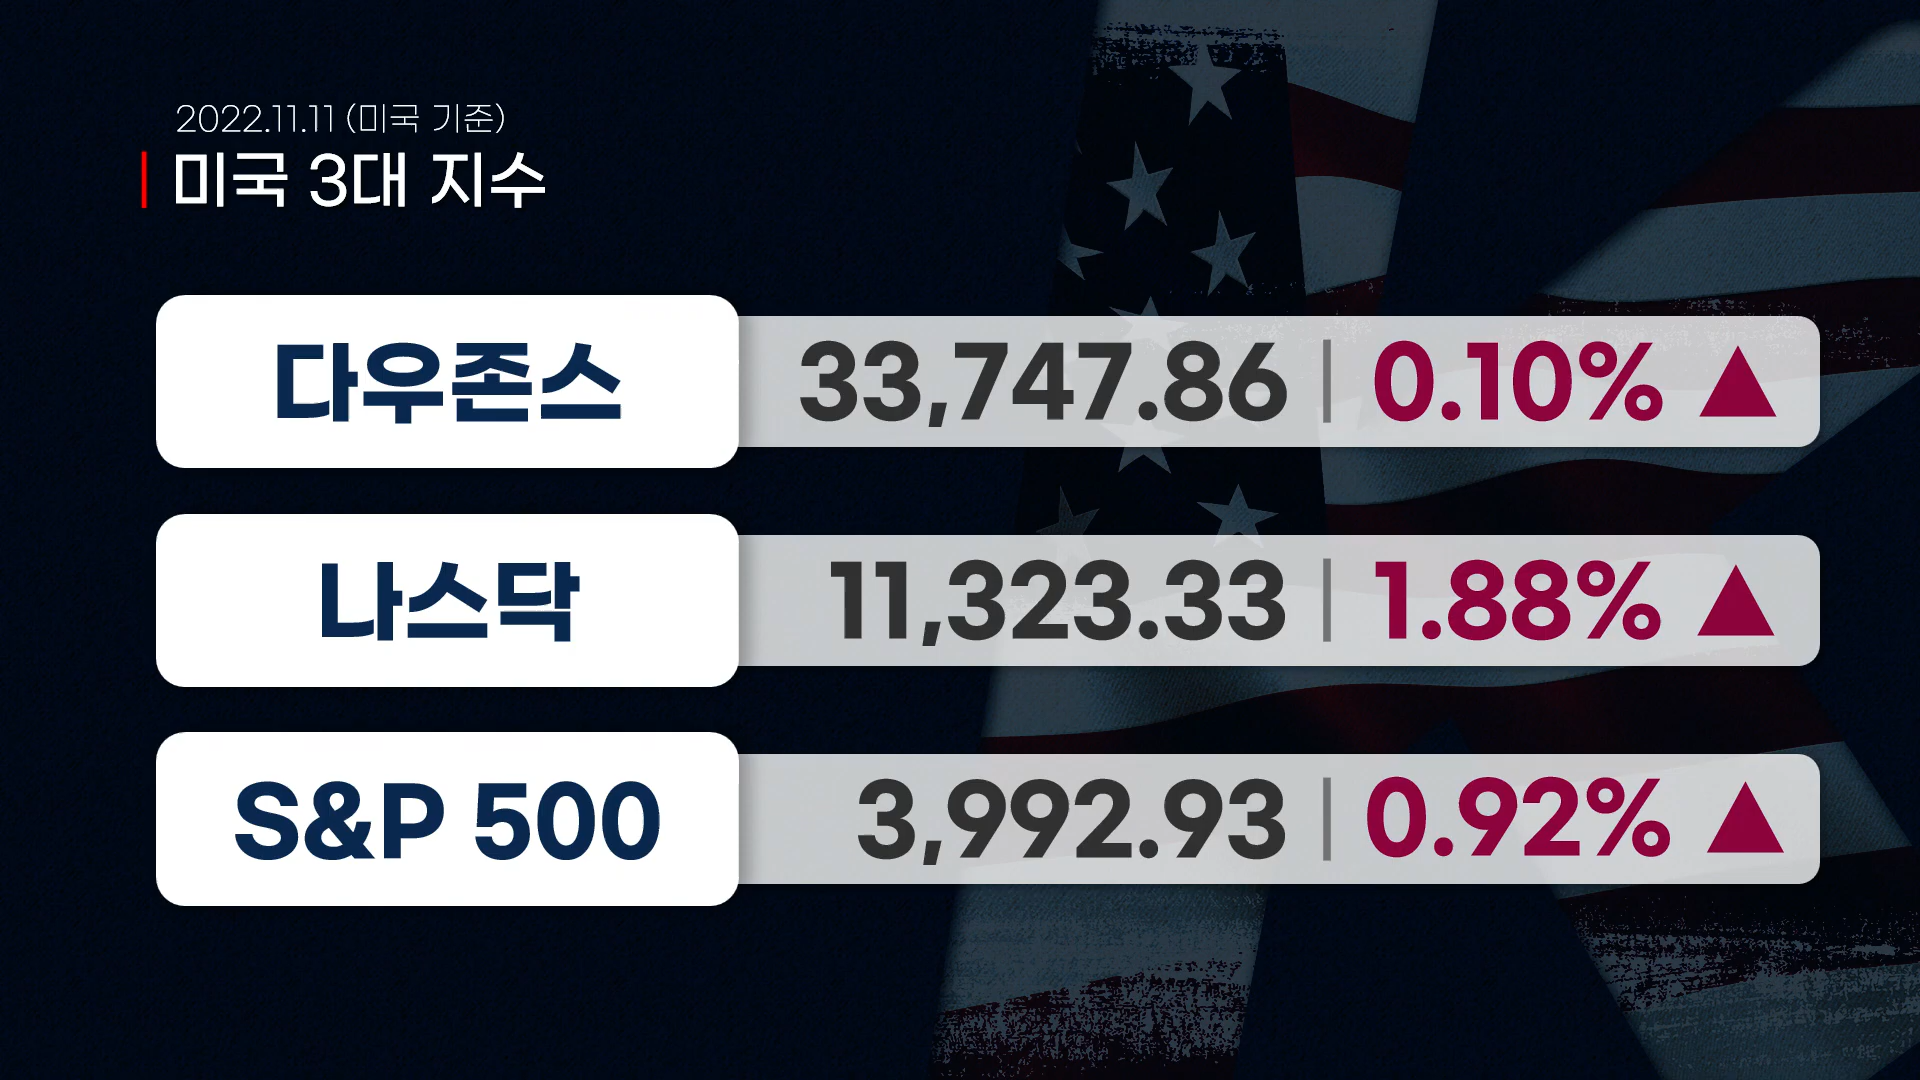 2022.11.11 (미국 기준)
미국 3대 지수
다우존스 33,747.86 0.10% ▲
나스닥 11,323.33 1.88% ▲
S&P 500 3,992.93 0.92% ▲